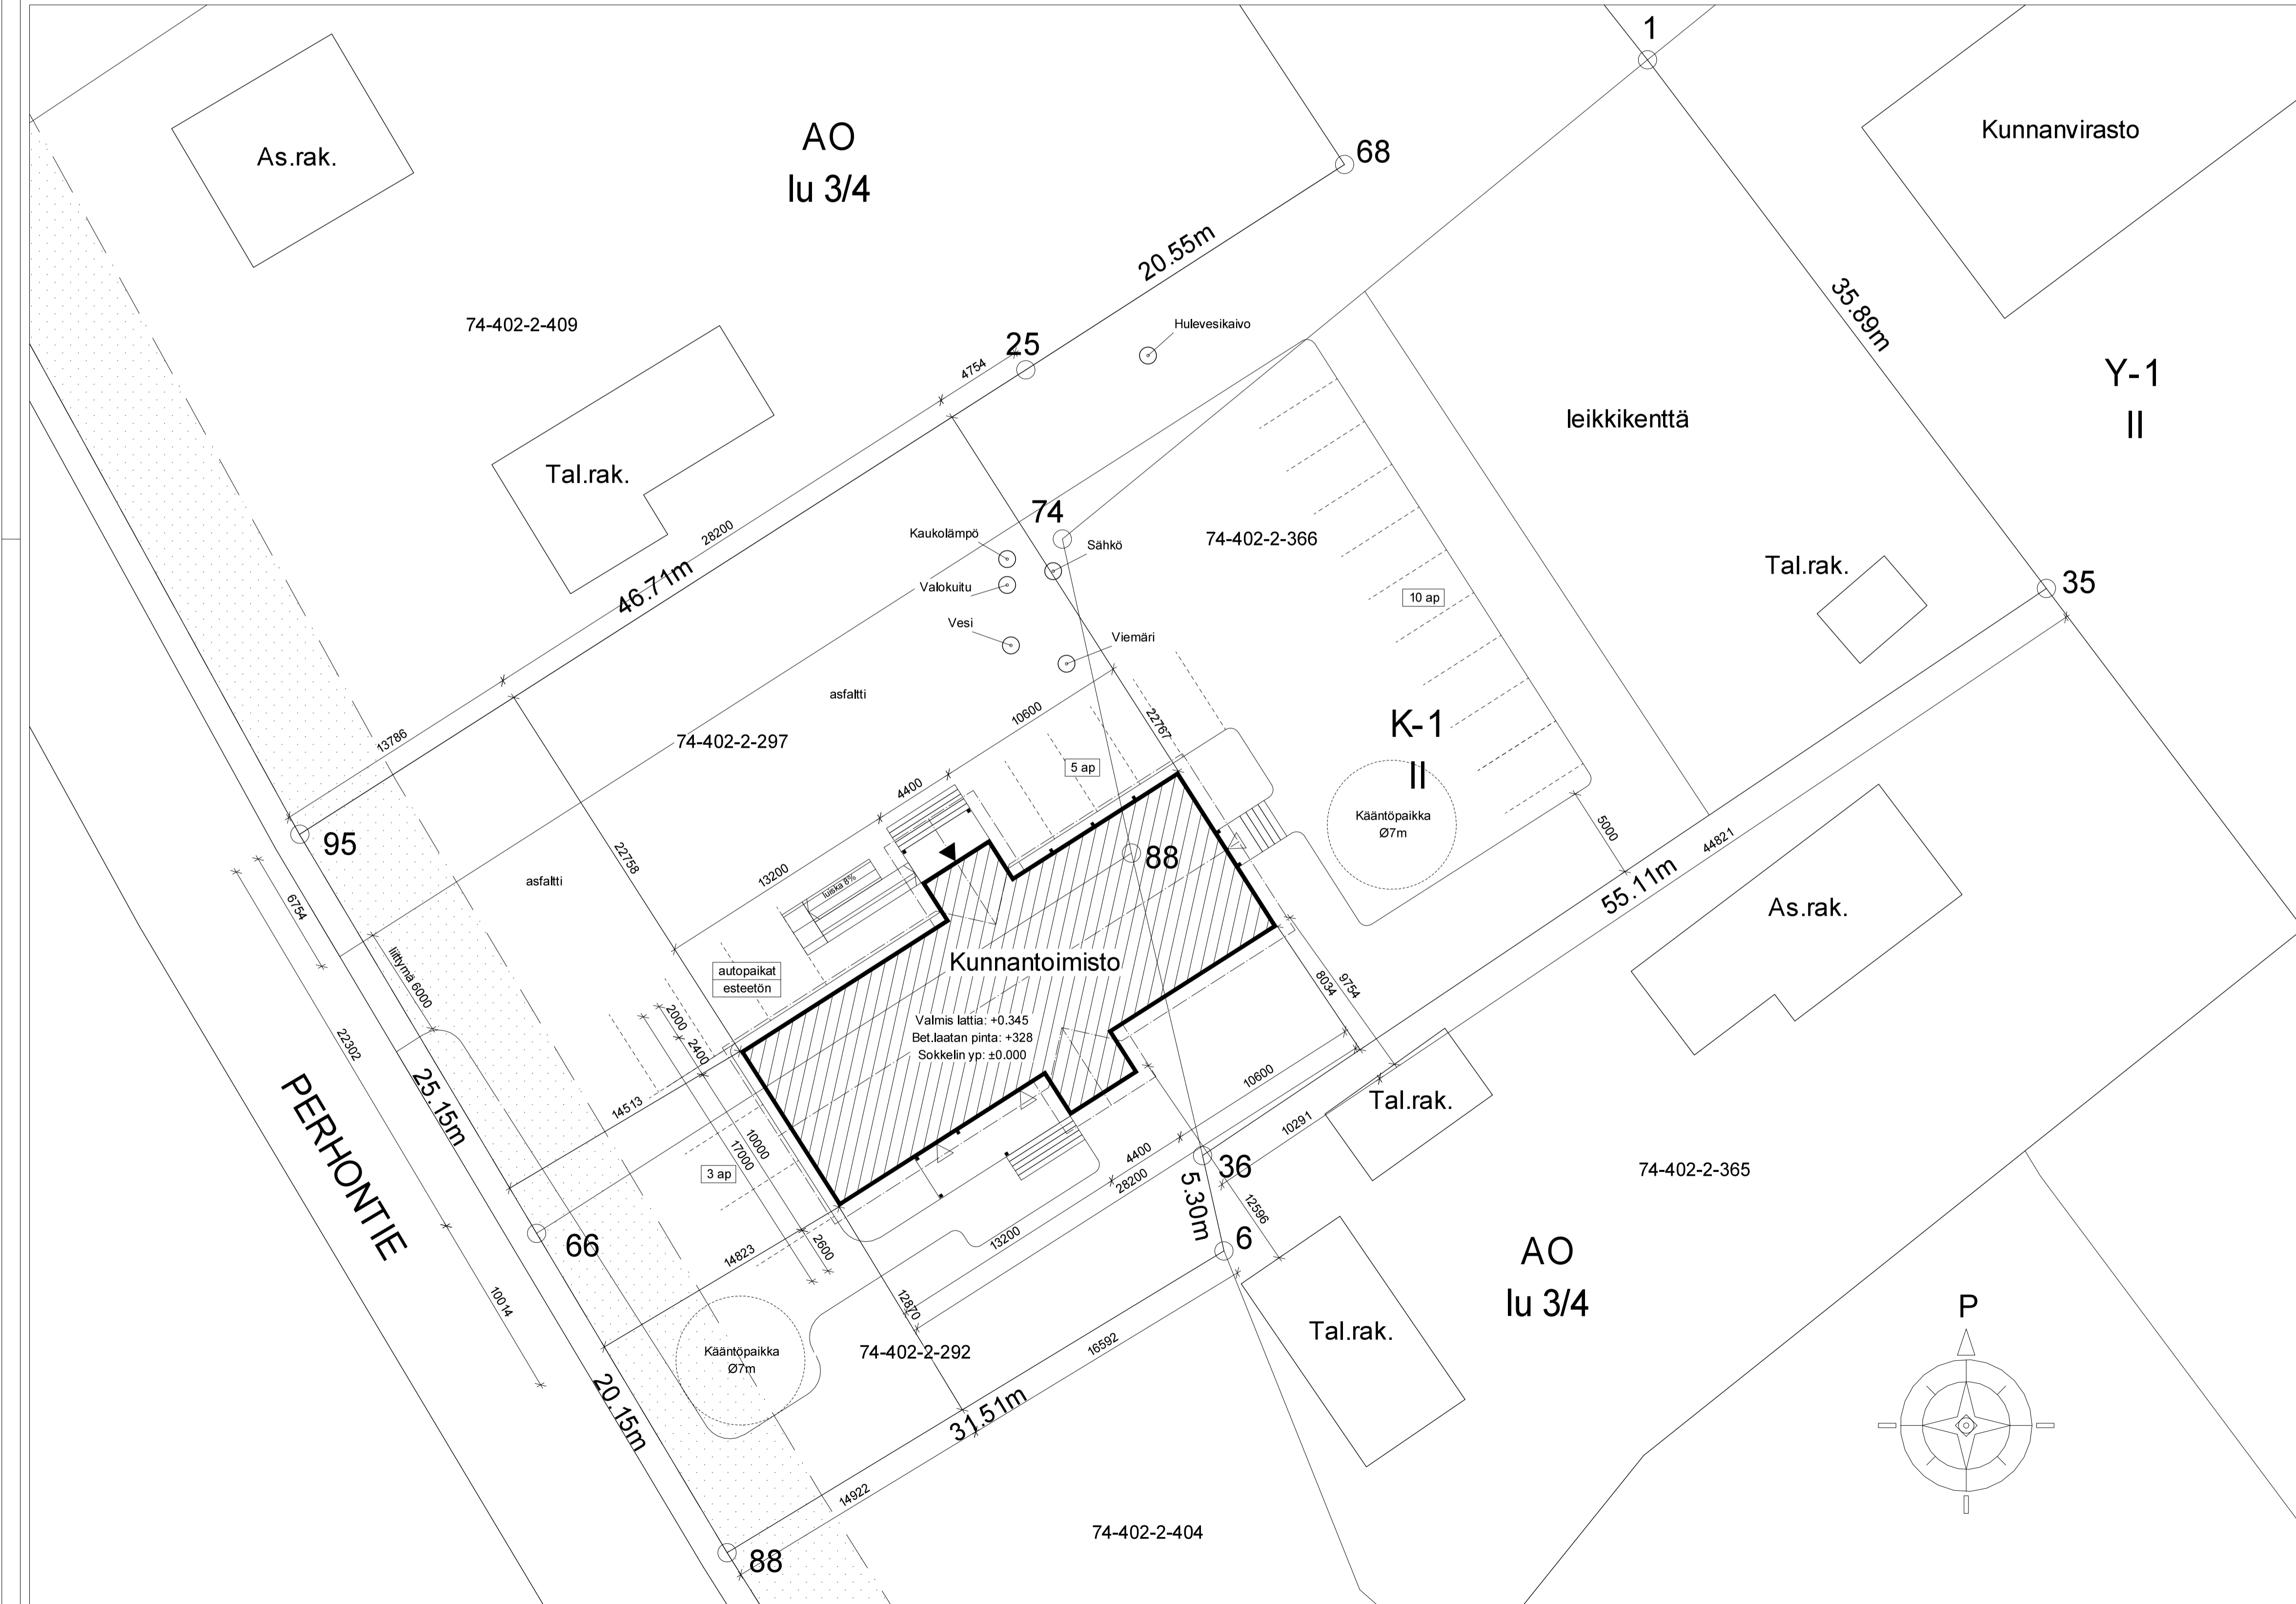 1
Kunnanvirasto
AO
lu 3/4
68
As.rak.
20.55m
35.89m
74-402-2-409
25
Hulevesikaivo
4754
Y-1
II
leikkikenttä
Tal.rak.
28200
46.71m
74
Kaukolämpö
Sähkö
Valokuitu
Vesi
Viemäri
74-402-2-366
10 ap
Tal.rak.
35
asfaltti
74-402-2-297
13786
10600
22767
K-1
II
5 ap
4400
Kääntöpaikka
Ø7m
5000
44821
55.11m
95
22758
13200
luiska 8%
88
asfaltti
6754
liittymä 6000
22302
autopaikat
esteetön
Kunnantoimisto
Valmis lattia: +0.345
Bet.laatan pinta: +328
Sokkelin yp: ±0.000
8034
9754
As.rak.
2000
2400
14513
10000
17000
3 ap
25.15m
PERHONTIE
10600
Tal.rak.
10291
4400
28200
36
5.30m
12596
74-402-2-365
66
14823
2600
13200
6
AO
lu 3/4
P
10014
12870
Kääntöpaikka
Ø7m
74-402-2-292
16592
Tal.rak.
20.15m
31.51m
14922
74-402-2-404
88